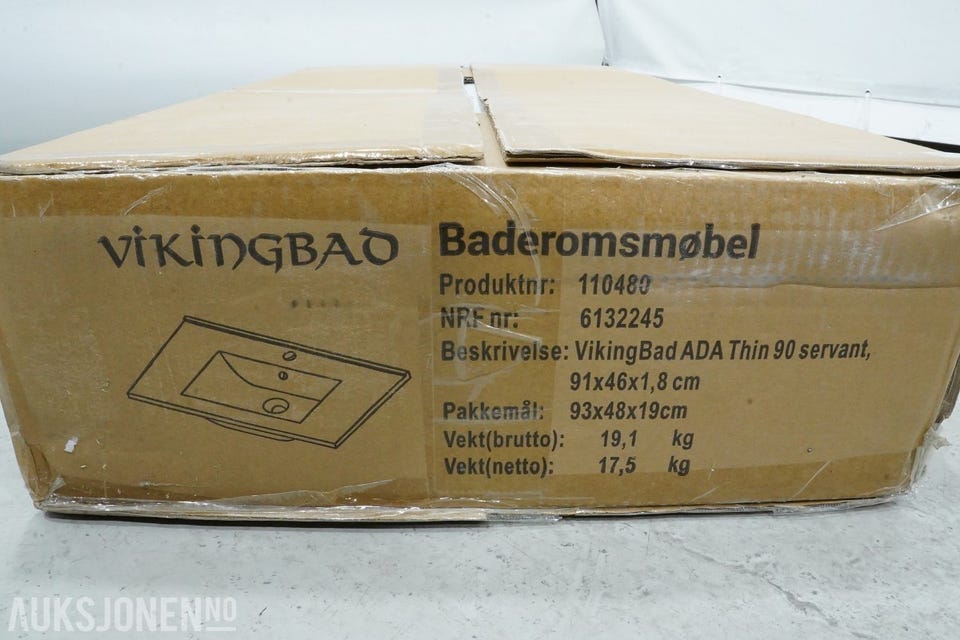 VIKINGBAD
Baderomsmøbel
Produktnr: 110480
NRF nr: 6132245
Beskrivelse: VikingBad ADA Thin 90 servant,
91x46x1,8 cm
Pakkemål: 93x48x19cm
Vekt(brutto): 19,1 kg
Vekt(netto): 17,5 kg
AUKSJONEN.NO